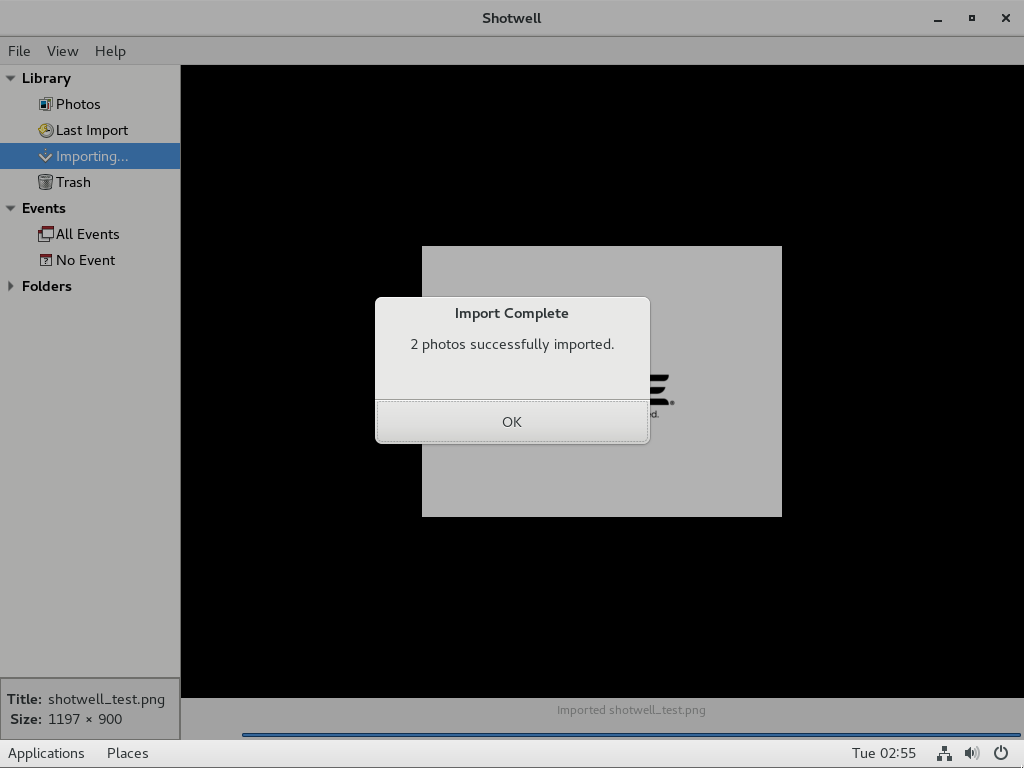 Shotwell
File View Help
Library
Photos
Last Import
Importing...
Trash
Events
All Events
No Event
Folders
Import Complete
2 photos successfully imported.
OK
E.
ed.
Title: shotwell_test.png
Size: 1197 × 900
Imported shotwell_test.png
Applications Places Tue 02:55